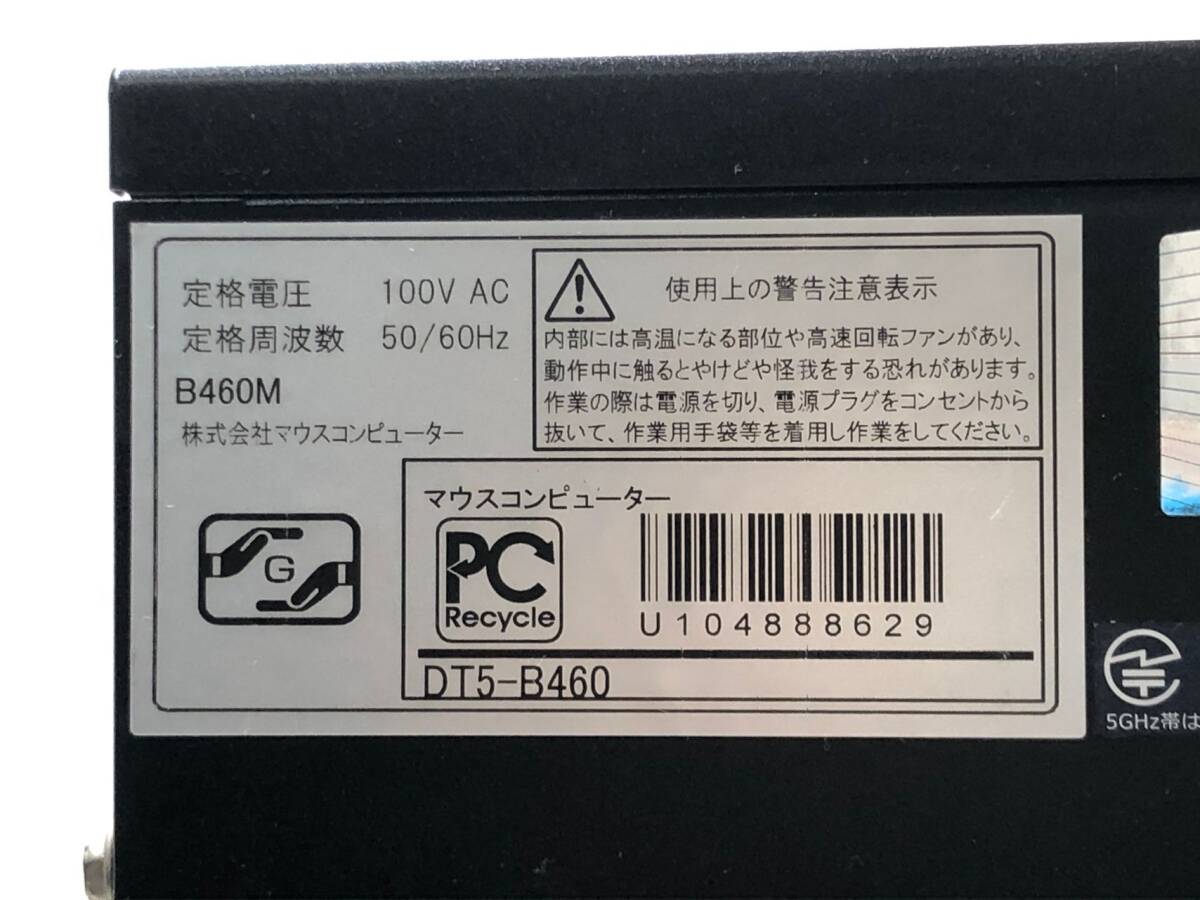 定格電圧 100V AC
定格周波数 50/60Hz
B460M
株式会社マウスコンピューター
使用上の警告注意表示
内部には高温になる部位や高速回転ファンがあり、
動作中に触るとやけどや怪我をする恐れがあります。
作業の際は電源を切り、電源プラグをコンセントから
抜いて、作業用手袋等を着用し作業をしてください。
G
マウスコンピューター
PC
Recycle
U104888629
DT5-B460
5GHz帯は